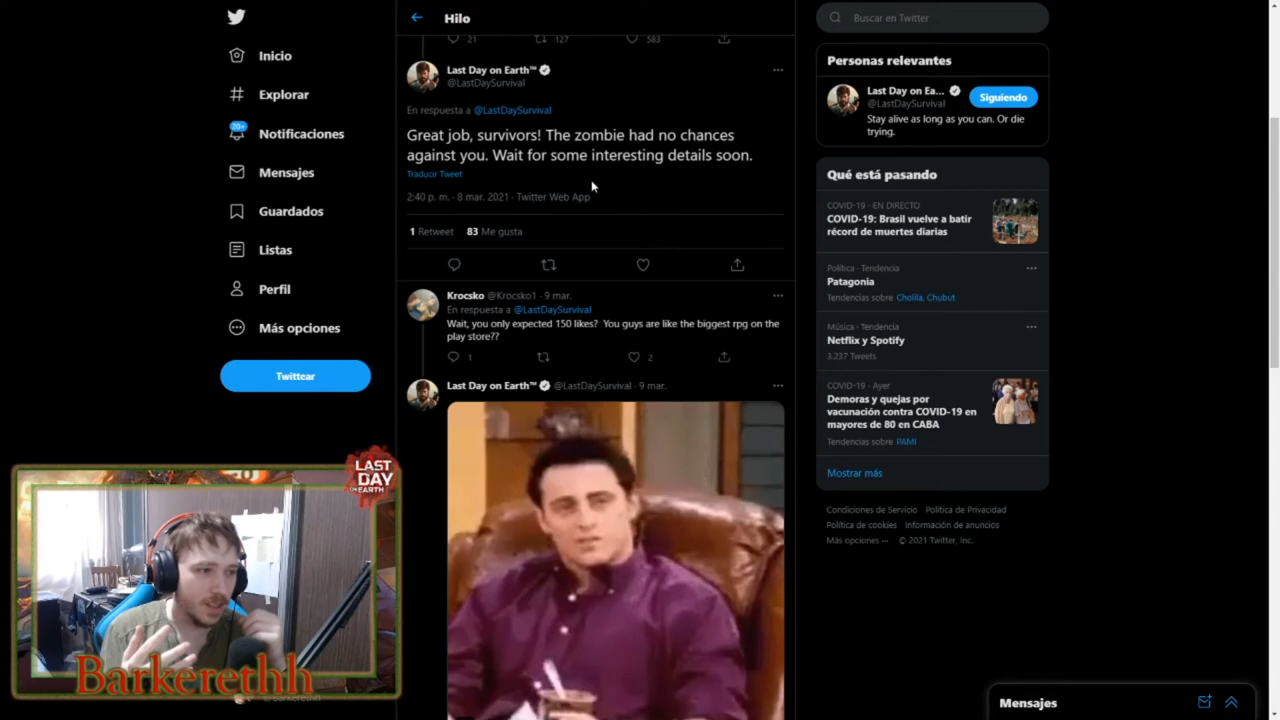 Inicio
Explorar
20+
Notificaciones
Mensajes
Guardados
Listas
Perfil
Más opciones
Twittear
Hilo
21 127 583
Last Day on Earth™
@LastDaySurvival
En respuesta a @LastDaySurvival
Great job, survivors! The zombie had no chances
against you. Wait for some interesting details soon.
Traducir Tweet
2:40 p. m. · 8 mar. 2021 · Twitter Web App
1 Retweet 83 Me gusta
Krocsko @Krocsko1 · 9 mar.
En respuesta a @LastDaySurvival
Wait, you only expected 150 likes? You guys are like the biggest rpg on the
play store??
1 2
Last Day on Earth™ @LastDaySurvival · 9 mar.
Buscar en Twitter
Personas relevantes
Last Day on Ea...
@LastDaySurvival
Siguiendo
Stay alive as long as you can. Or die
trying.
Qué está pasando
COVID-19 · EN DIRECTO
COVID-19: Brasil vuelve a batir
récord de muertes diarias
Política · Tendencia
Patagonia
Tendencias sobre Cholila, Chubut
Música · Tendencia
Netflix y Spotify
3.237 Tweets
COVID-19 · Ayer
Demoras y quejas por
vacunación contra COVID-19 en
mayores de 80 en CABA
Tendencias sobre PAMI
Mostrar más
Condiciones de Servicio Política de Privacidad
Política de cookies Información de anuncios
Más opciones ··· © 2021 Twitter, Inc.
Mensajes
LAST
DAY
ON EARTH
Barkerethh
@Barkerethh